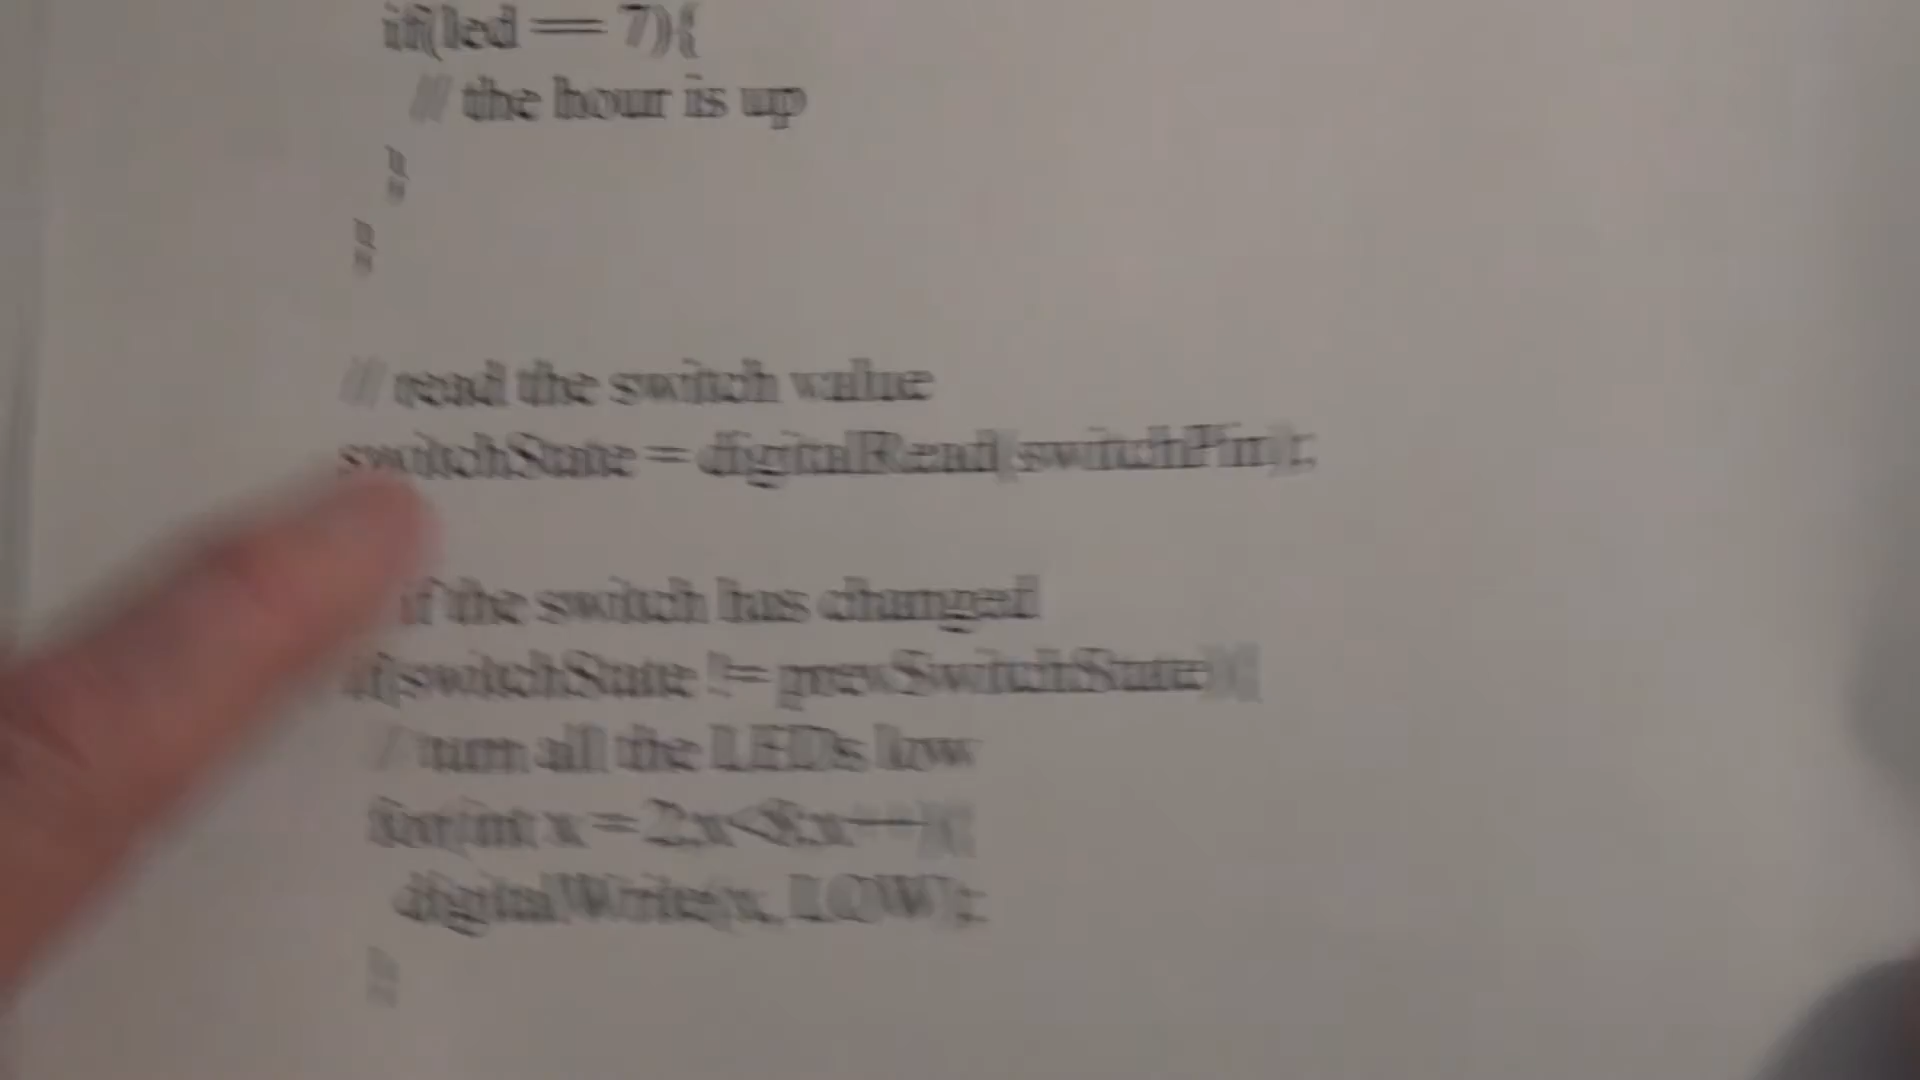 if(led == 7){
// the hour is up
}
}
// read the switch value
switchState = digitalRead(switchPin);
if the switch has changed
if(switchState != prevSwitchState){
// turn all the LEDs low
for(int x = 2;x<8;x++){
digitalWrite(x, LOW);
}